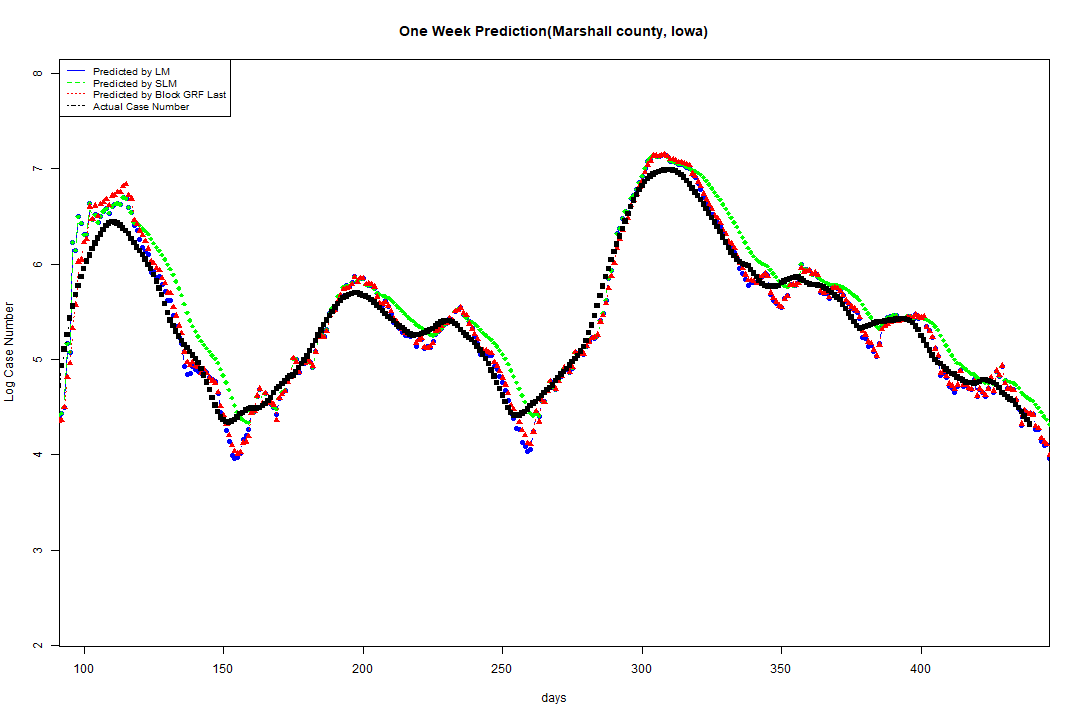 One Week Prediction(Marshall county, Iowa)
Predicted by LM
Predicted by SLM
Predicted by Block GRF Last
Actual Case Number
8
7
6
5
4
3
2
Log Case Number
100 150 200 250 300 350 400
days